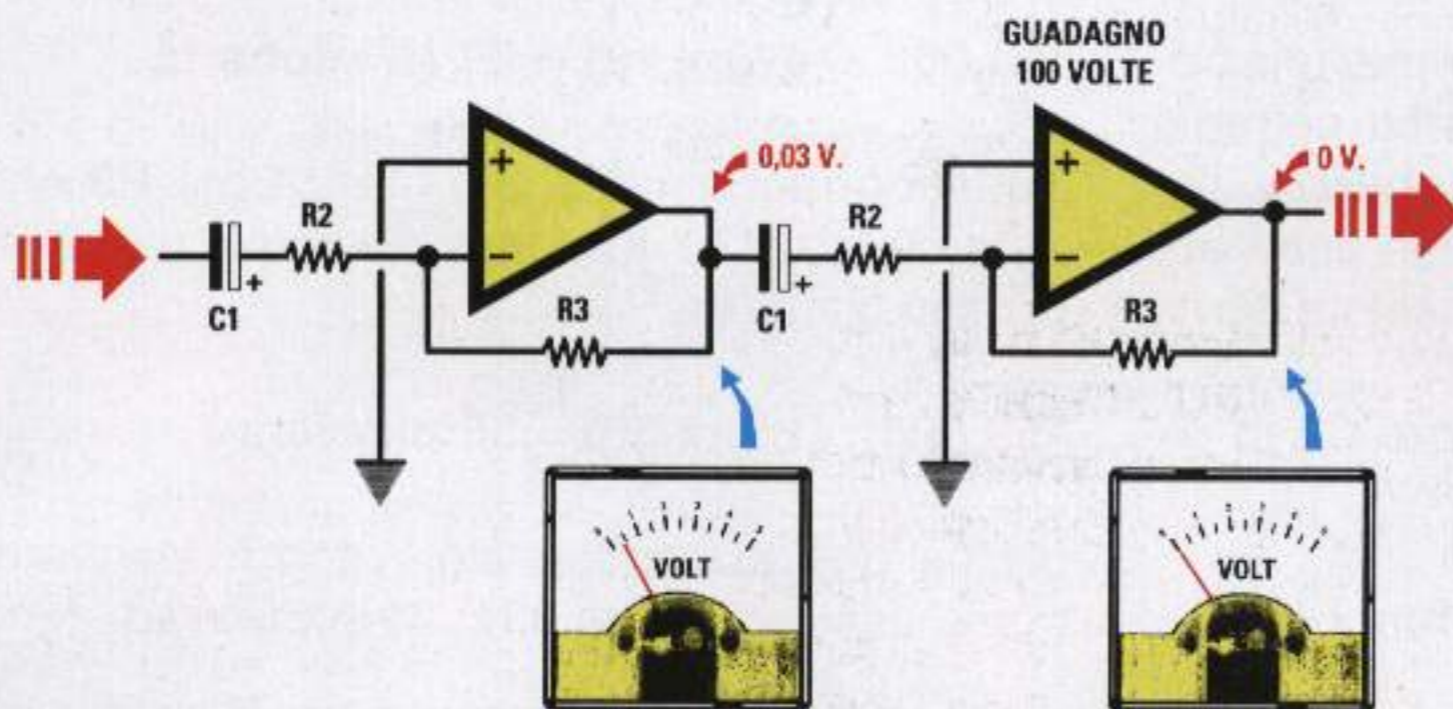 GUADAGNO
100 VOLTE
0,03 V.
0 V.
R2
R2
+
+
−
−
+
+
C1
C1
R3
R3
VOLT
VOLT